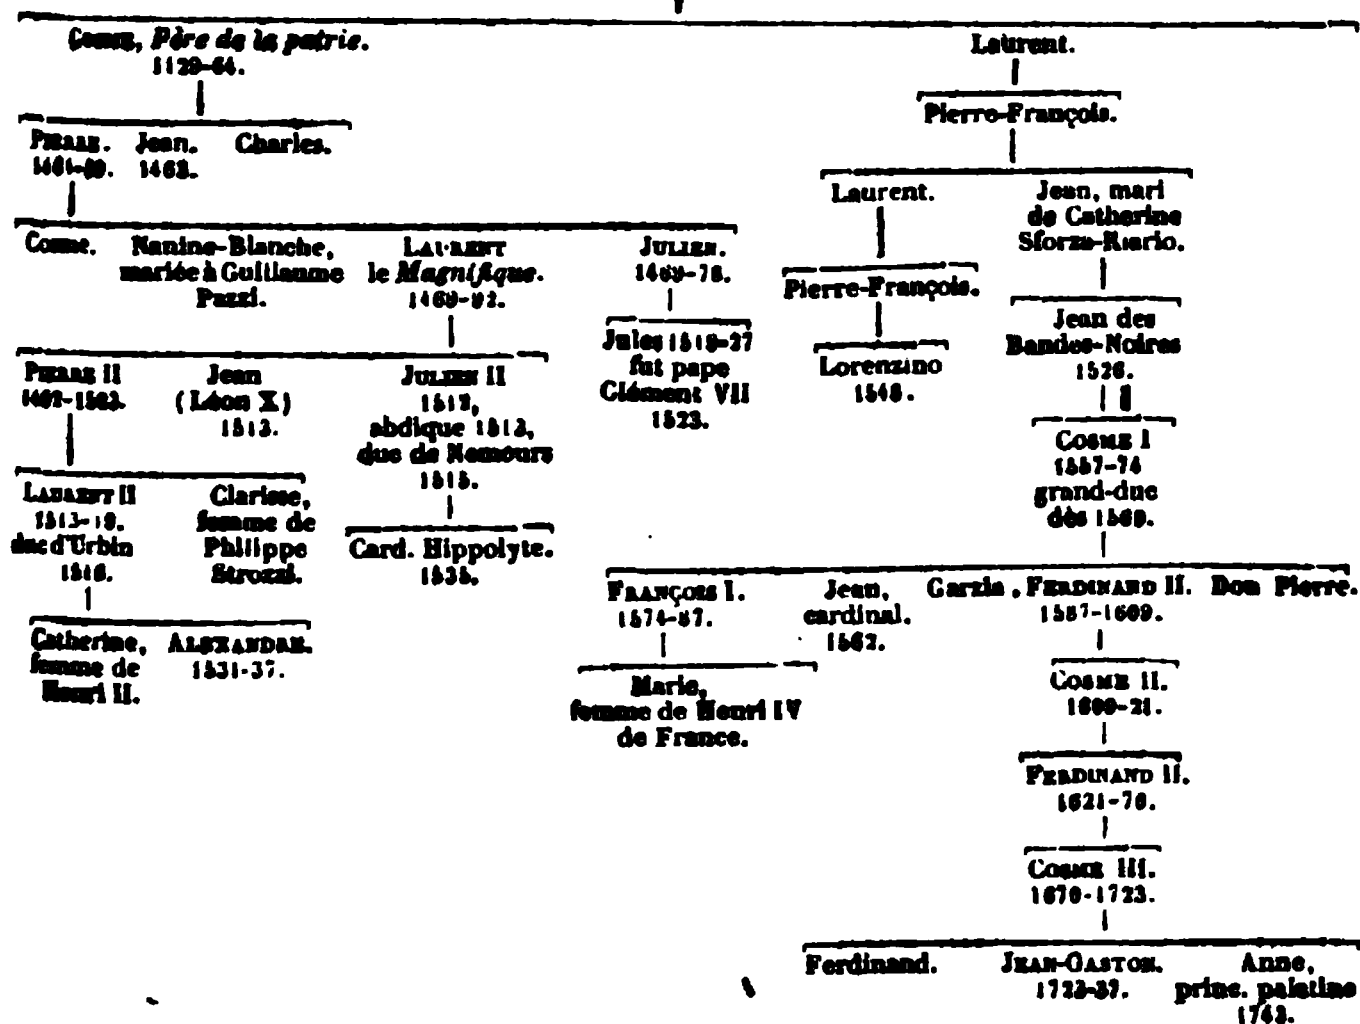 Cosme, Père de la patrie.
1429-64.
Laurent.
Pierre-François.
Pierre. Jean. Charles.
1464-69. 1463.
Laurent.
Jean, mari
de Catherine
Sforza-Riario.
Cosme.
Nanine-Blanche,
mariée à Guillaume
Pazzi.
Laurent
le Magnifique.
1469-92.
Julien.
1469-78.
Pierre-François.
Jean des
Bandes-Noires
1526.
Jules 1519-27
fut pape
Clément VII
1523.
Lorenzino
1548.
Pierre II
Jean
(Léon X)
1513.
Julien II
abdique 1513,
duc de Nemours
1515.
Cosme I
grand-duc
dès 1569.
Laurent II
1513-19.
duc d'Urbin
1516.
Clarisse,
femme de
Philippe
Strozzi.
Card. Hippolyte.
1535.
François I.
1574-87.
Jean,
cardinal.
1562.
Garzia, Ferdinand II. Don Pierre.
1587-1609.
Catherine,
femme de
Henri II.
Alexandre.
1531-37.
Marie,
femme de Henri IV
de France.
Cosme II.
1609-21.
Ferdinand II.
1621-70.
Cosme III.
1670-1723.
Ferdinand.
Jean-Gaston.
1723-37.
Anne,
princ. palatine
1743.